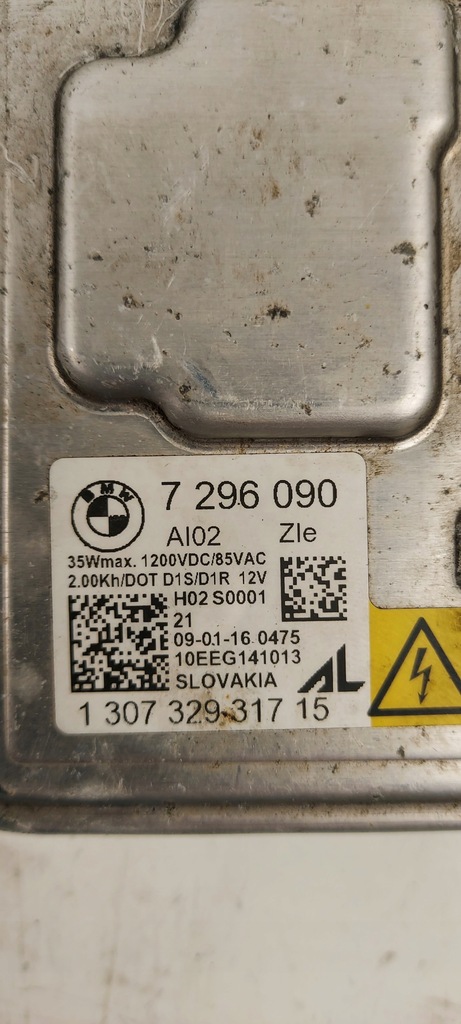 BMW
7 296 090
AI02 ZIe
35Wmax. 1200VDC/85VAC
2.00Kh/DOT D1S/D1R 12V
H02 S0001
21
09-01-16 0475
10EEG141013
SLOVAKIA AL
1 307 329 317 15